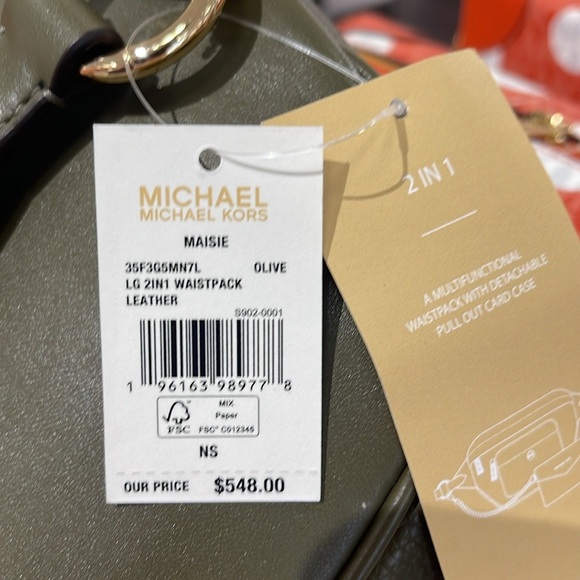 MICHAEL
MICHAEL KORS
MAISIE
35F3G5MN7L OLIVE
LG 2IN1 WAISTPACK
LEATHER
S902-0001
1 96163 98977 8
MIX
Paper
FSC
FSC® C012345
NS
OUR PRICE $548.00
2 IN 1
A MULTIFUNCTIONAL
WAISTPACK WITH DETACHABLE
PULL OUT CARD CASE